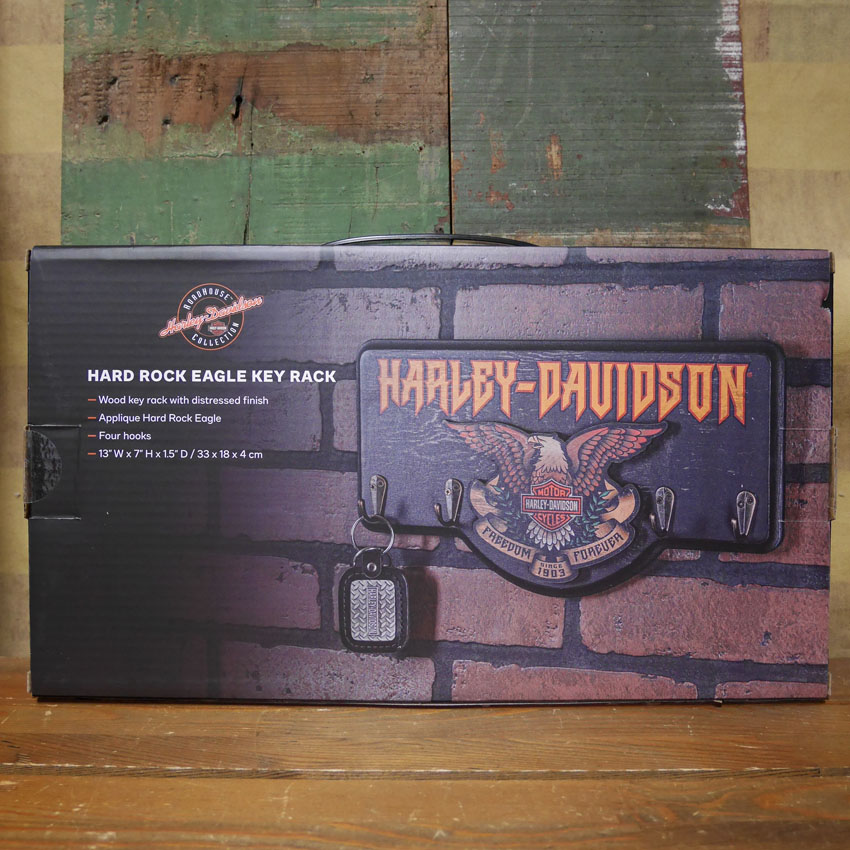 ROADHOUSE™
Harley-Davidson
COLLECTION
HARD ROCK EAGLE KEY RACK
— Wood key rack with distressed finish
— Applique Hard Rock Eagle
— Four hooks
— 13" W x 7" H x 1.5" D / 33 x 18 x 4 cm
HARLEY-DAVIDSON
MOTOR
HARLEY-DAVIDSON
CYCLES
FREEDOM FOREVER
SINCE
1903